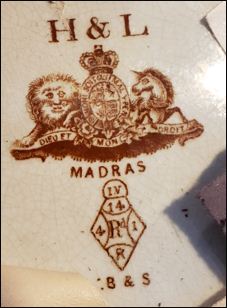 H & L
DIEU ET MON DROIT
MADRAS
IV
14
4 Rd 1
R
B & S